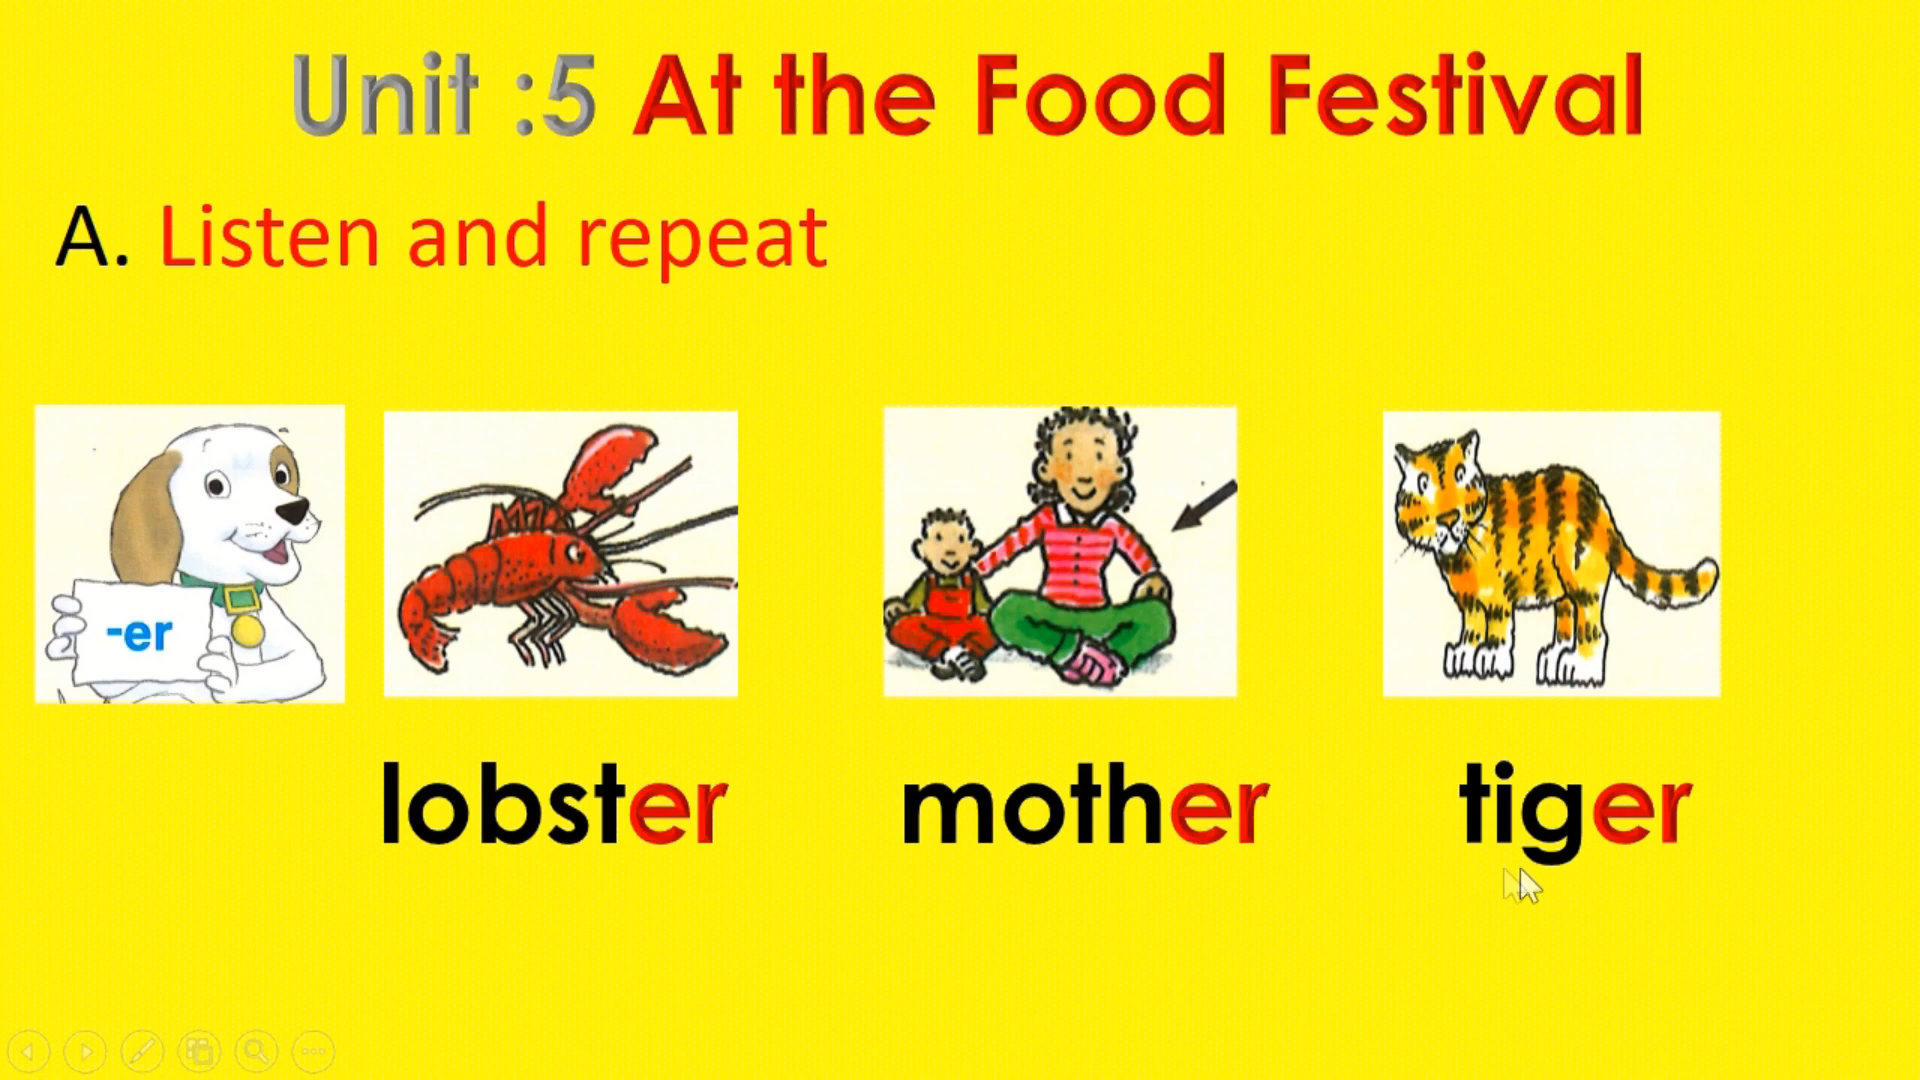 Unit :5 At the Food Festival
A. Listen and repeat
-er
lobster mother tiger